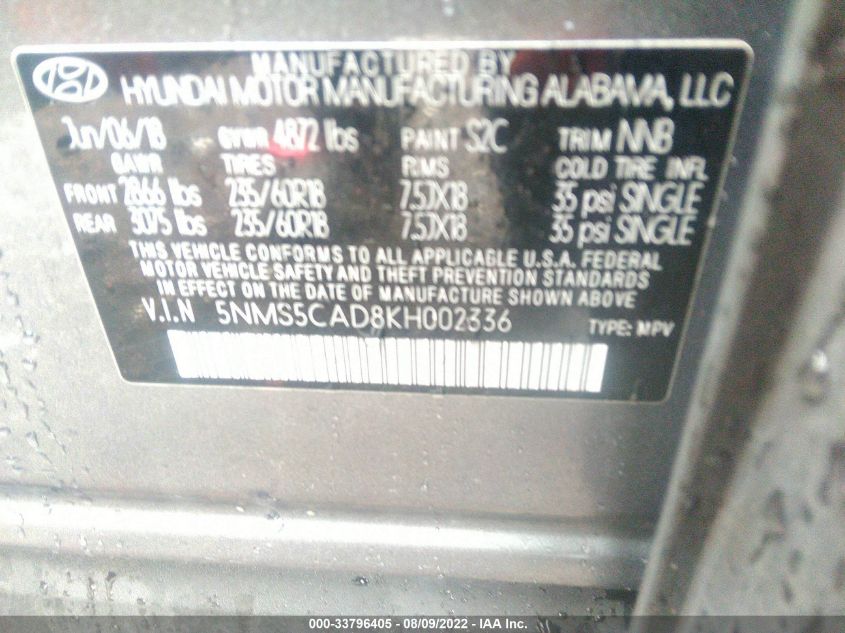 MANUFACTURED BY
HYUNDAI MOTOR MANUFACTURING ALABAMA, LLC
Jun/06/18 GVWR 4872 lbs PAINT S2C TRIM NNB
GAWR TIRES RIMS COLD TIRE INFL
FRONT 2866 lbs 235/60R18 7.5JX18 35 psi SINGLE
REAR 3075 lbs 235/60R18 7.5JX18 35 psi SINGLE
THIS VEHICLE CONFORMS TO ALL APPLICABLE U.S.A. FEDERAL
MOTOR VEHICLE SAFETY AND THEFT PREVENTION STANDARDS
IN EFFECT ON THE DATE OF MANUFACTURE SHOWN ABOVE.
V.I.N 5NMS5CAD8KH002336 TYPE: MPV
000-33796405 - 08/09/2022 - IAA Inc.